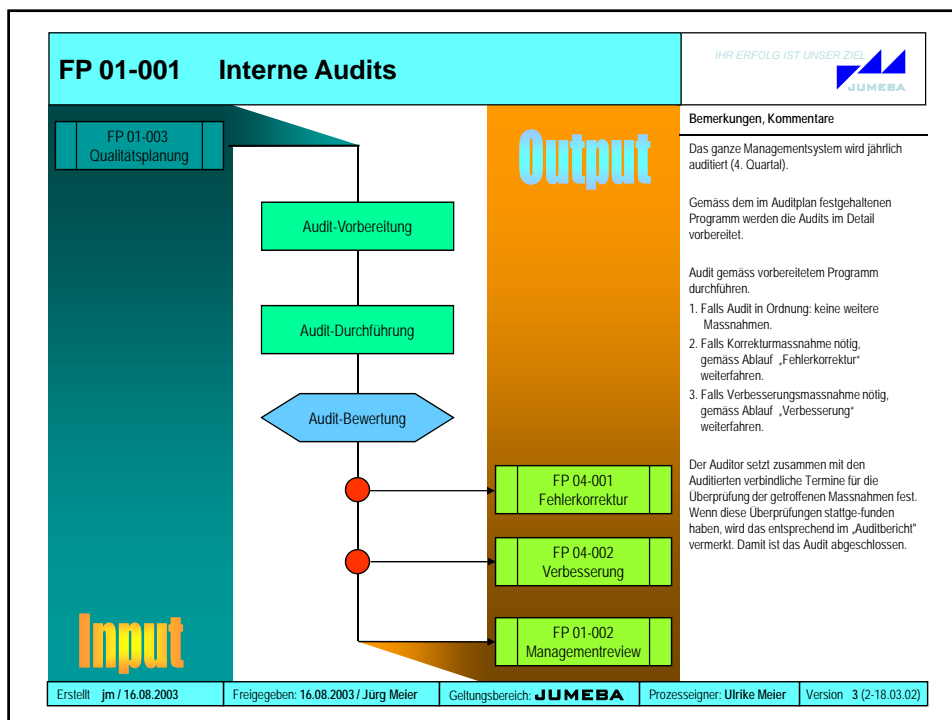 FP 01-001 Interne Audits
IHR ERFOLG IST UNSER ZIEL
JUMEBA
FP 01-003
Qualitätsplanung
Output
Audit-Vorbereitung
Audit-Durchführung
Audit-Bewertung
FP 04-001
Fehlerkorrektur
FP 04-002
Verbesserung
FP 01-002
Managementreview
Input
Bemerkungen, Kommentare
Das ganze Managementsystem wird jährlich
auditiert (4. Quartal).
Gemäss dem im Auditplan festgehaltenen
Programm werden die Audits im Detail
vorbereitet.
Audit gemäss vorbereitetem Programm
durchführen.
1. Falls Audit in Ordnung: keine weitere
Massnahmen.
2. Falls Korrekturmassnahme nötig,
gemäss Ablauf „Fehlerkorrektur“
weiterfahren.
3. Falls Verbesserungsmassnahme nötig,
gemäss Ablauf „Verbesserung“
weiterfahren.
Der Auditor setzt zusammen mit den
Auditierten verbindliche Termine für die
Überprüfung der getroffenen Massnahmen fest.
Wenn diese Überprüfungen stattge-funden
haben, wird das entsprechend im „Auditbericht“
vermerkt. Damit ist das Audit abgeschlossen.
Erstellt jm / 16.08.2003 Freigegeben: 16.08.2003 / Jürg Meier Geltungsbereich: JUMEBA Prozesseigner: Ulrike Meier Version 3 (2-18.03.02)